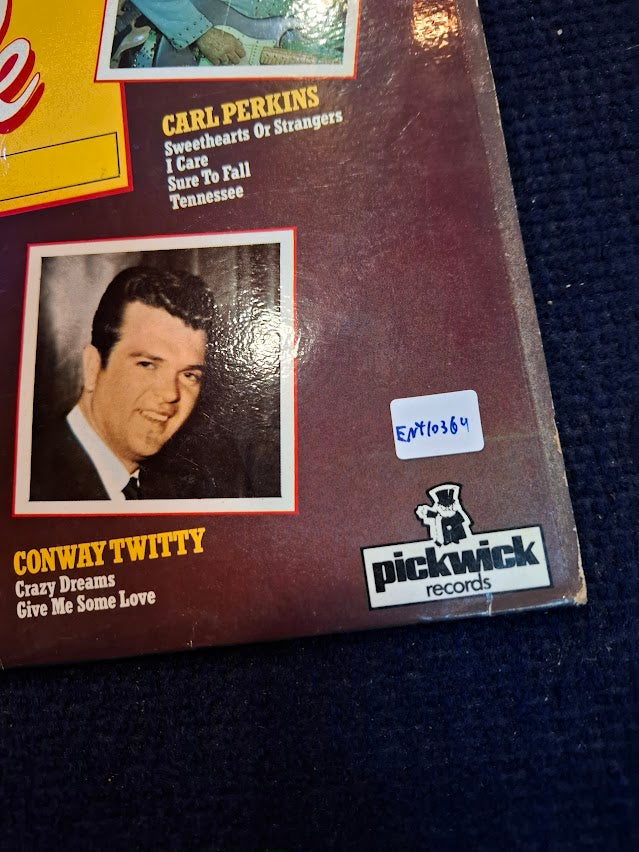 CARL PERKINS
Sweethearts Or Strangers
I Care
Sure To Fall
Tennessee
ENT10364
CONWAY TWITTY
Crazy Dreams
Give Me Some Love
pickwick
records